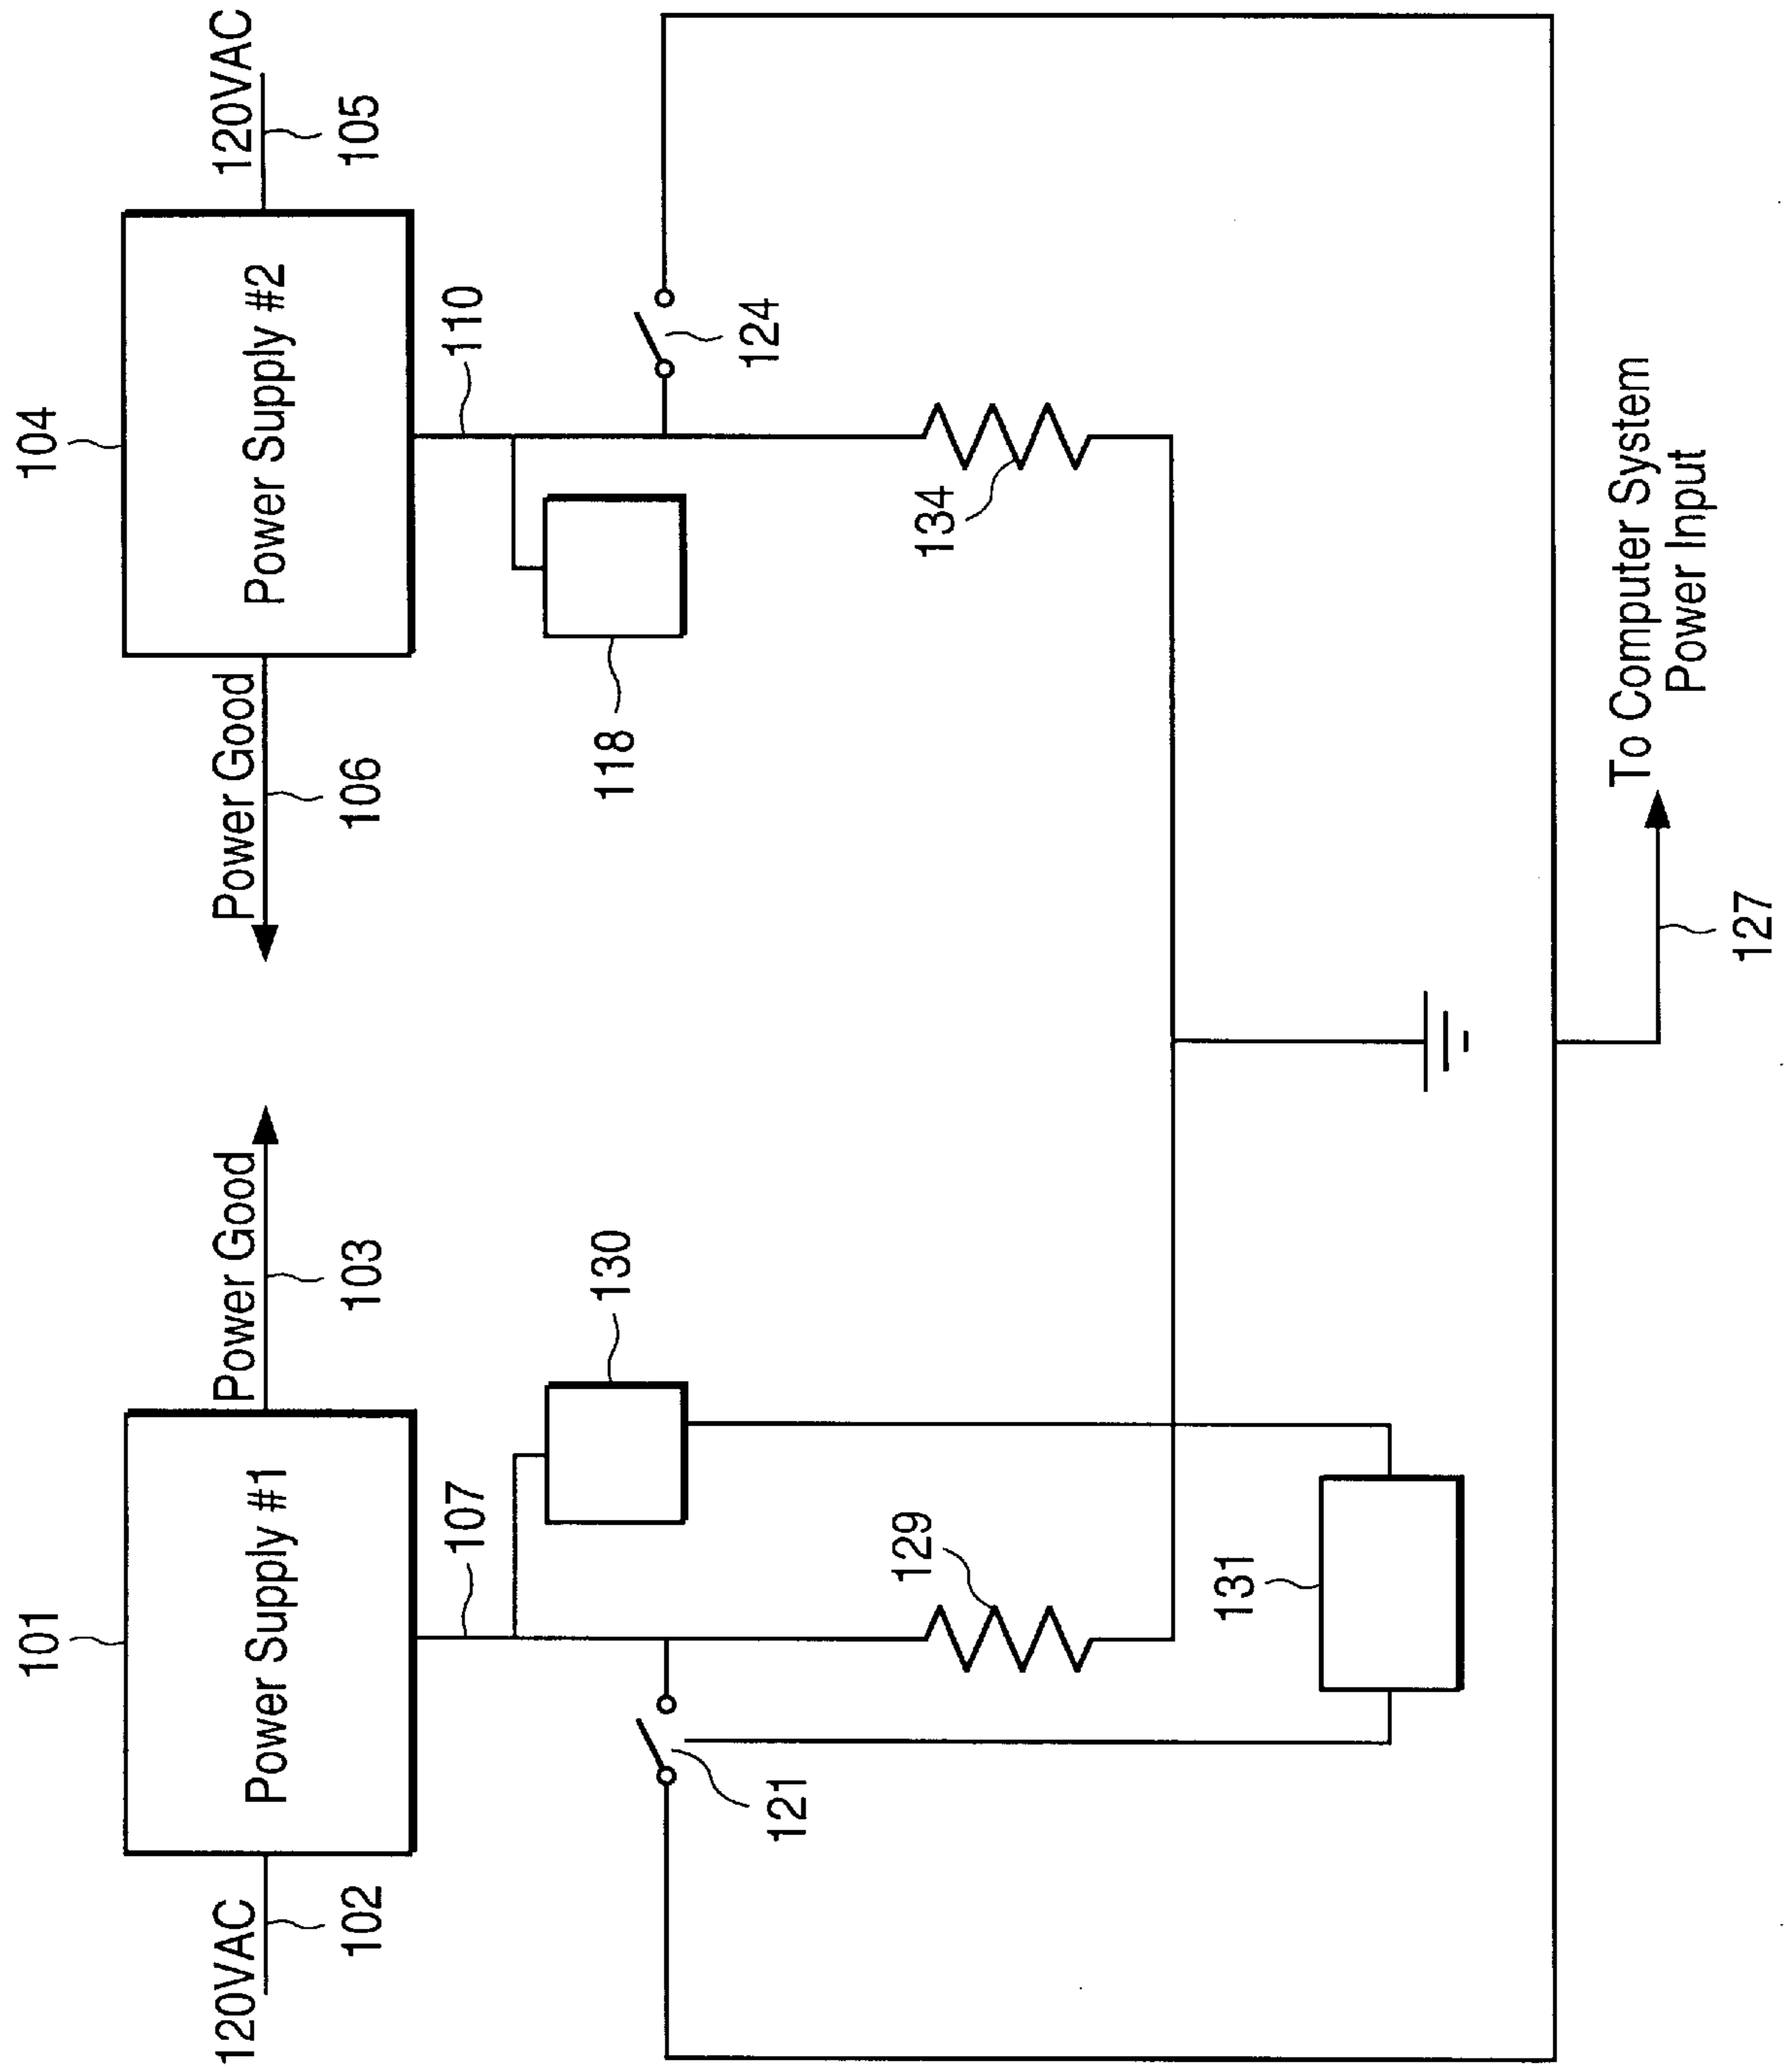 101
104
120VAC
Power Supply #1
Power Good
Power Good
Power Supply #2
120VAC
102
103
106
105
107
110
130
118
121
124
129
134
131
To Computer System
Power Input
127